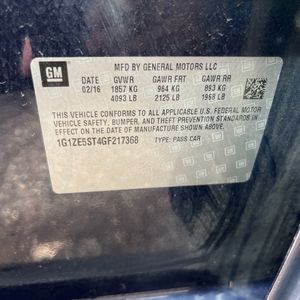 GM
MFD BY GENERAL MOTORS LLC
DATE GVWR GAWR FRT GAWR RR
02/16 1857 KG 964 KG 893 KG
4093 LB 2125 LB 1968 LB
THIS VEHICLE CONFORMS TO ALL APPLICABLE U.S. FEDERAL MOTOR
VEHICLE SAFETY, BUMPER, AND THEFT PREVENTION STANDARDS IN
EFFECT ON THE DATE OF MANUFACTURE SHOWN ABOVE.
1G1ZE5ST4GF217368 TYPE: PASS CAR